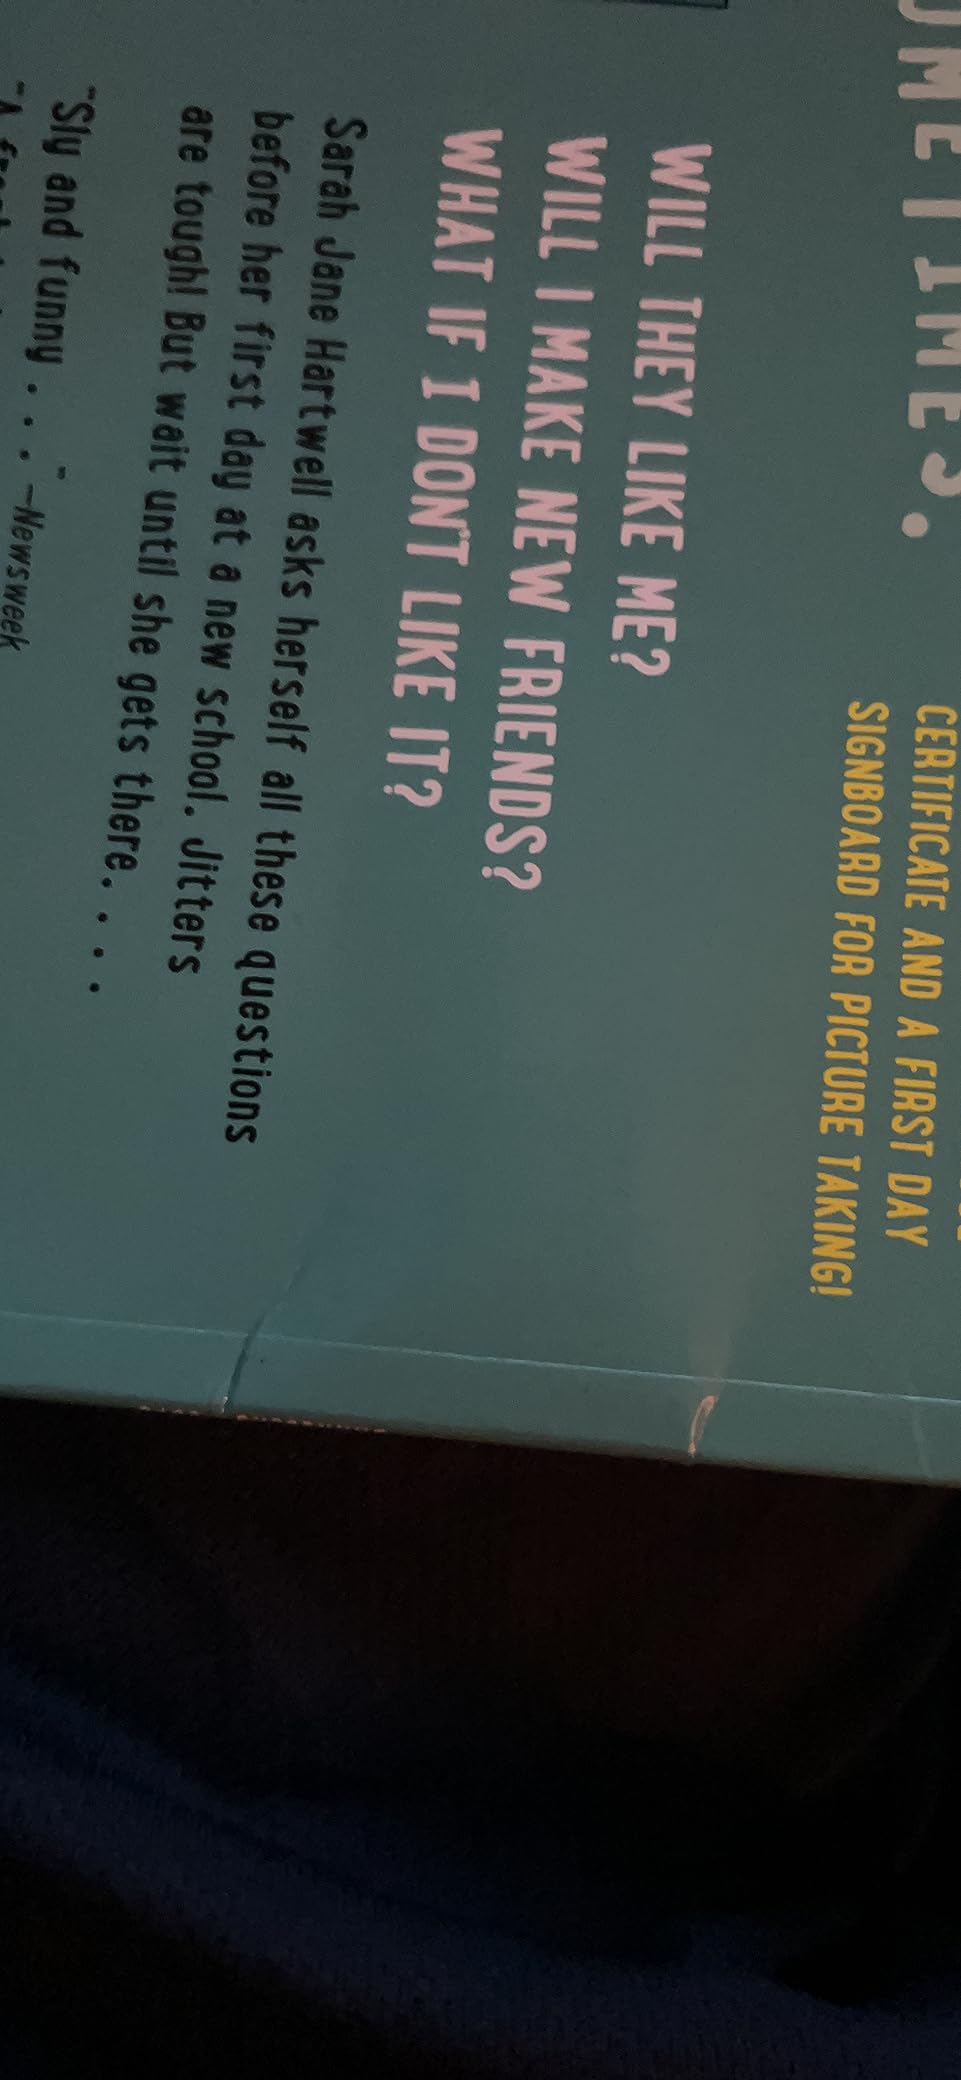 CERTIFICATE AND A FIRST DAY
SIGNBOARD FOR PICTURE TAKING!
WILL THEY LIKE ME?
WILL I MAKE NEW FRIENDS?
WHAT IF I DON'T LIKE IT?
Sarah Jane Hartwell asks herself all these questions
before her first day at a new school. Jitters
are tough! But wait until she gets there. . . .
"Sly and funny . . ." —Newsweek
"A